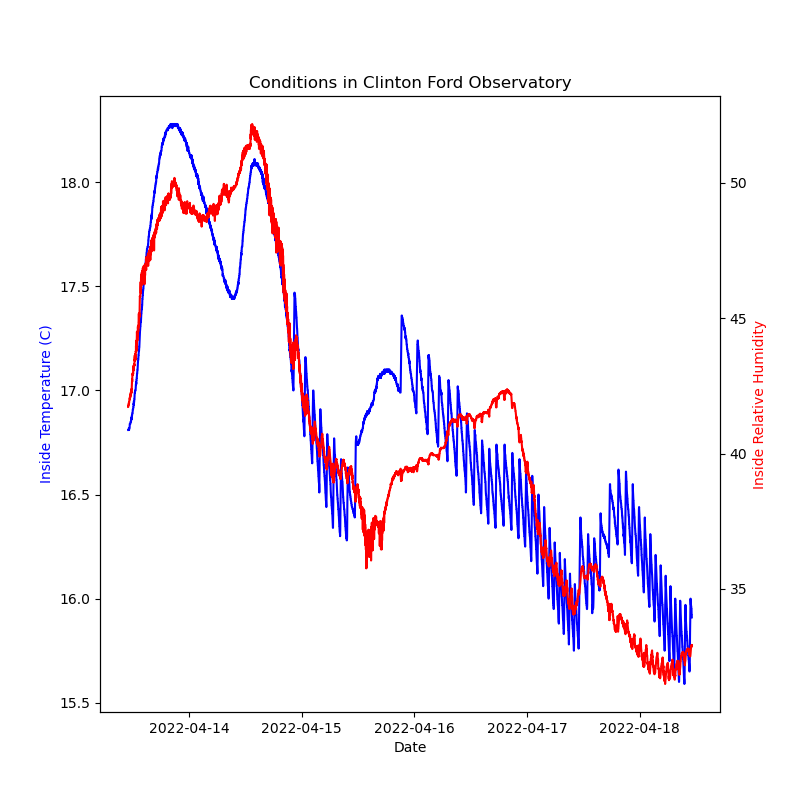 Conditions in Clinton Ford Observatory
Inside Temperature (C)
18.0
17.5
17.0
16.5
16.0
15.5
50
45
40
35
Inside Relative Humidity
2022-04-14 2022-04-15 2022-04-16 2022-04-17 2022-04-18
Date